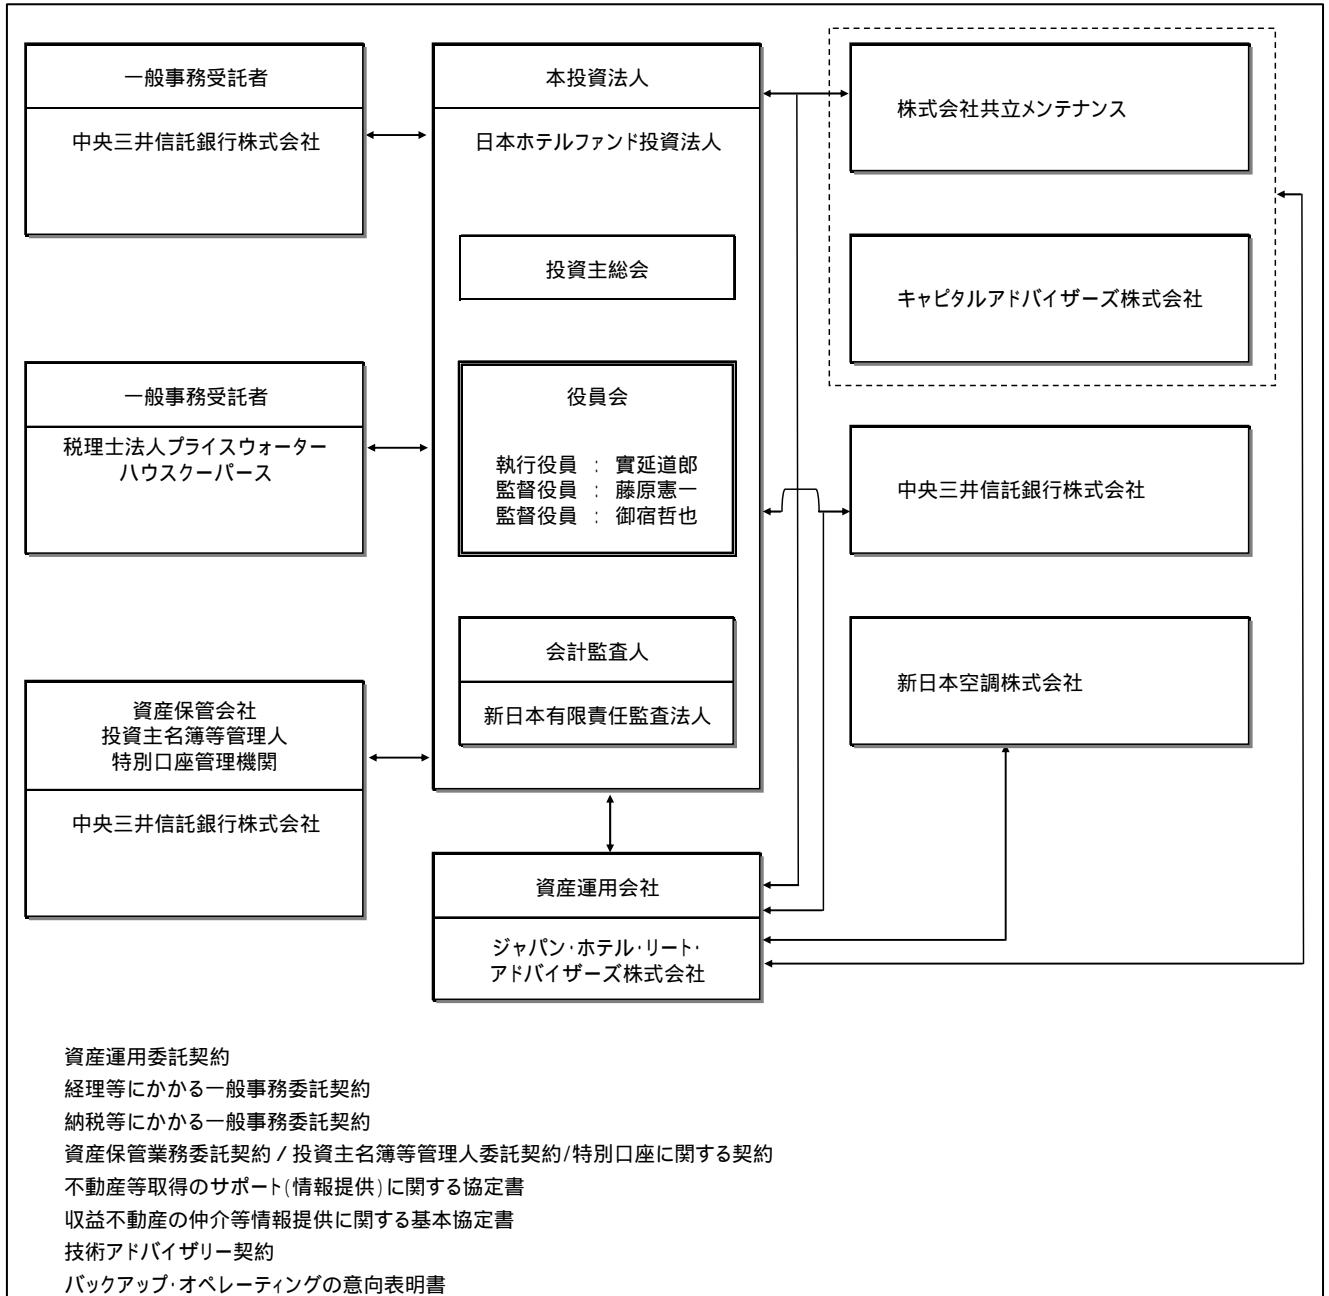 一般事務受託者
中央三井信託銀行株式会社
一般事務受託者
税理士法人プライスウォーター
ハウスクーパース
資産保管会社
投資主名簿等管理人
特別口座管理機関
中央三井信託銀行株式会社
本投資法人
日本ホテルファンド投資法人
投資主総会
役員会
執行役員 : 實延道郎
監督役員 : 藤原憲一
監督役員 : 御宿哲也
会計監査人
新日本有限責任監査法人
資産運用会社
ジャパン・ホテル・リート・
アドバイザーズ株式会社
株式会社共立メンテナンス
キャピタルアドバイザーズ株式会社
中央三井信託銀行株式会社
新日本空調株式会社
資産運用委託契約
経理等にかかる一般事務委託契約
納税等にかかる一般事務委託契約
資産保管業務委託契約/投資主名簿等管理人委託契約/特別口座に関する契約
不動産等取得のサポート(情報提供)に関する協定書
収益不動産の仲介等情報提供に関する基本協定書
技術アドバイザリー契約
バックアップ・オペレーティングの意向表明書